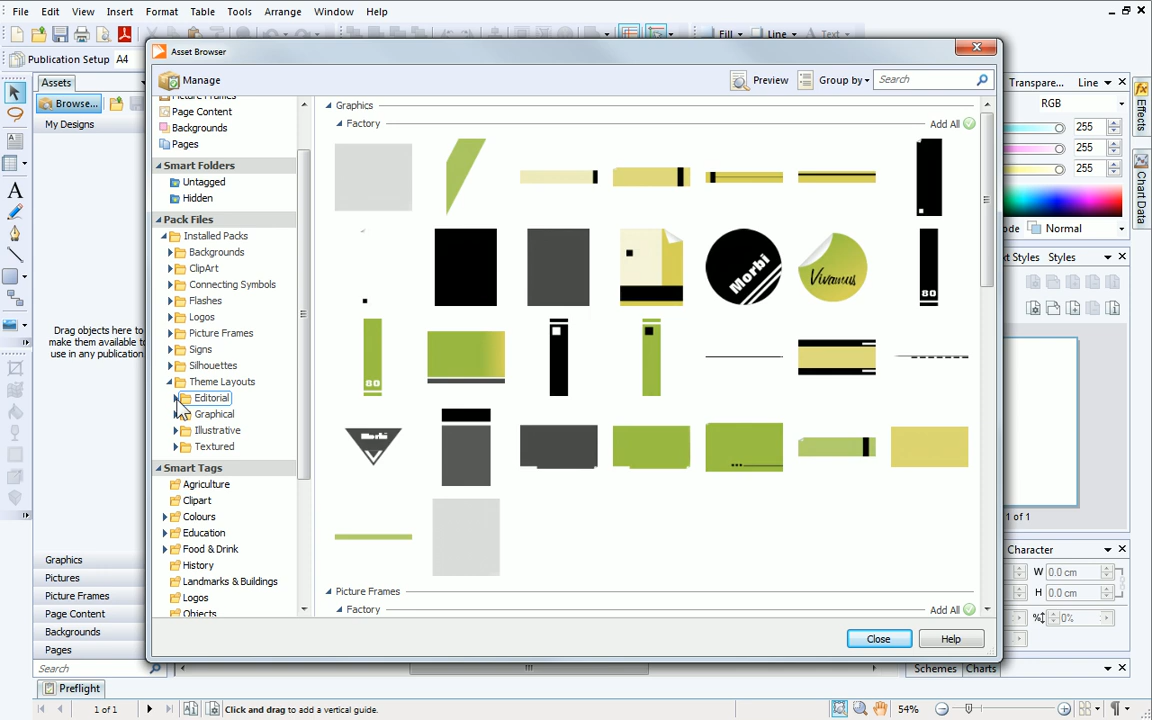 File Edit View Insert Format Table Tools Arrange Window Help
Fill Line Text
Publication Setup A4
Asset Browser
Manage Preview Group by Search
Assets
Browse...
My Designs
Drag objects here to
make them available to
use in any publication
Graphics
Pictures
Picture Frames
Page Content
Backgrounds
Pages
Search
Preflight
Picture Frames
Page Content
Backgrounds
Pages
Smart Folders
Untagged
Hidden
Pack Files
Installed Packs
Backgrounds
ClipArt
Connecting Symbols
Flashes
Logos
Picture Frames
Signs
Silhouettes
Theme Layouts
Editorial
Graphical
Illustrative
Textured
Smart Tags
Agriculture
Clipart
Colours
Education
Food & Drink
History
Landmarks & Buildings
Logos
Objects
Graphics
Factory Add All
Morbi
Vivamus
80
80
Morbi
Picture Frames
Factory Add All
Close Help
Transpare... Line
RGB
255
255
255
Normal
Effects
Chart Data
Styles
1 of 1
Character
W 0.0 cm
H 0.0 cm
0%
Schemes Charts
1 of 1 Click and drag to add a vertical guide. 54%